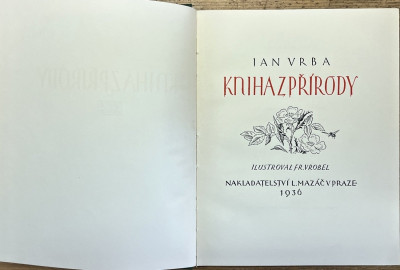 JAN VRBA
KNIHA Z PŘÍRODY
ILUSTROVAL FR. VROBEL
NAKLADATELSTVÍ L. MAZÁČ V PRAZE
1936